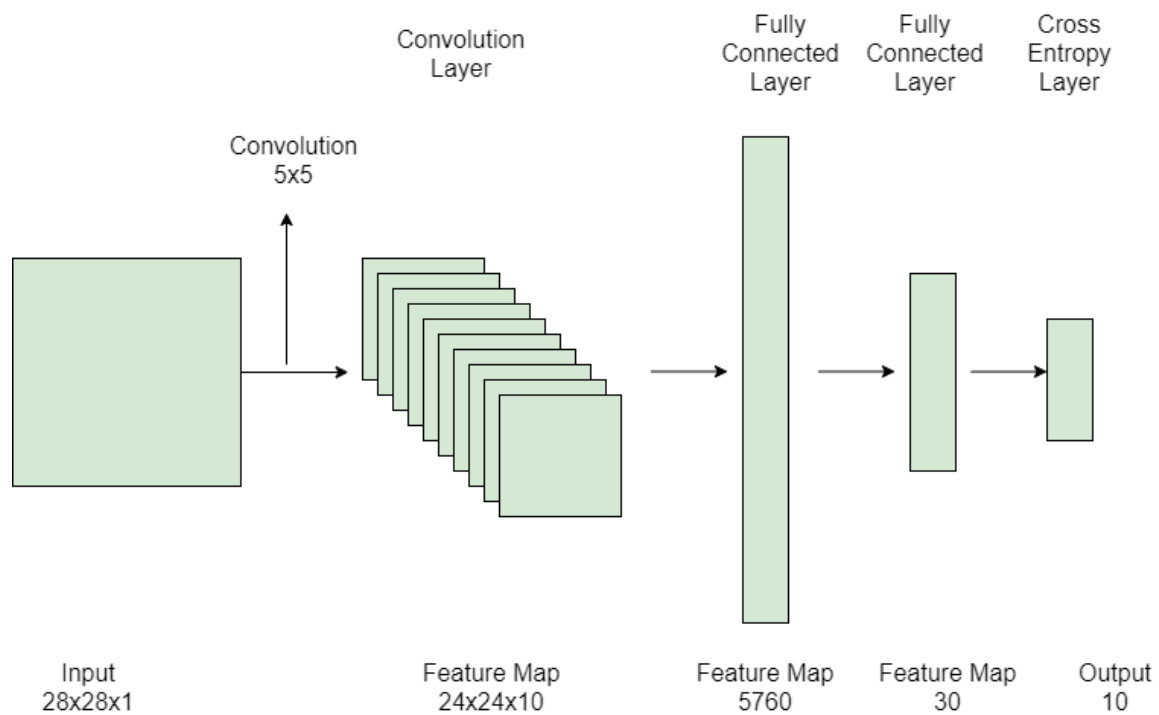 Convolution
Layer
Fully
Connected
Layer
Fully
Connected
Layer
Cross
Entropy
Layer
Convolution
5x5
Input
28x28x1
Feature Map
24x24x10
Feature Map
5760
Feature Map
30
Output
10